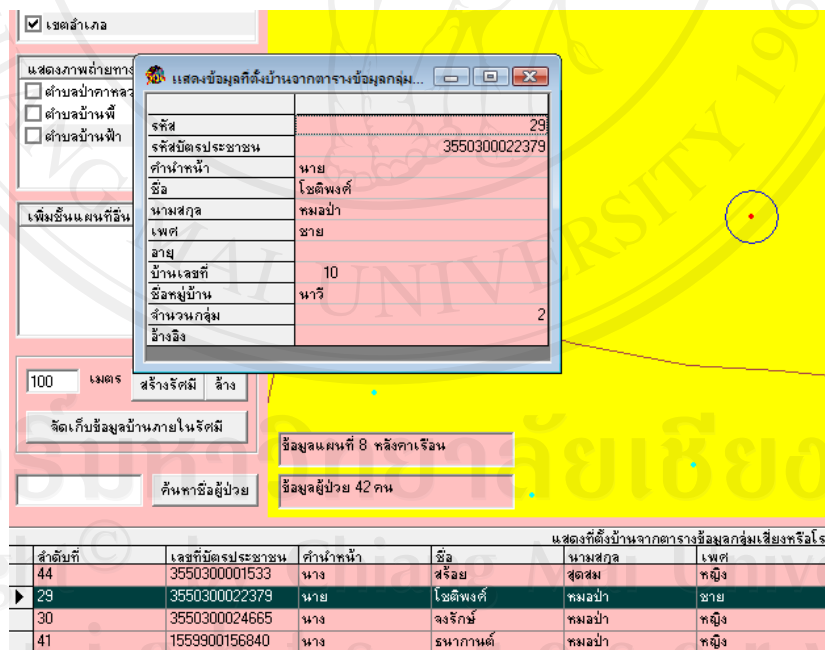 เขตอำเภอ
แสดงภาพถ่ายทาง
ตำบลป่าคาหลว
ตำบลบ้านพี้
ตำบลบ้านฟ้า
เพิ่มชั้นแผนที่อื่น
แสดงข้อมูลที่ตั้งบ้านจากตารางข้อมูลกลุ่ม...
รหัส 29
รหัสบัตรประชาชน 3550300022379
คำนำหน้า นาย
ชื่อ โชติพงศ์
นามสกุล หมอป่า
เพศ ชาย
อายุ
บ้านเลขที่ 10
ชื่อหมู่บ้าน นาวี
จำนวนกลุ่ม 2
อ้างอิง
100 เมตร สร้างรัศมี ล้าง
จัดเก็บข้อมูลบ้านภายในรัศมี
ค้นหาชื่อผู้ป่วย
ข้อมูลแผนที่ 8 หลังคาเรือน
ข้อมูลผู้ป่วย 42 คน
แสดงที่ตั้งบ้านจากตารางข้อมูลกลุ่มเสี่ยงหรือโร
ลำดับที่ เลขที่บัตรประชาชน คำนำหน้า ชื่อ นามสกุล เพศ
44 3550300001533 นาง สร้อย สุดสม หญิง
29 3550300022379 นาย โชติพงศ์ หมอป่า ชาย
30 3550300024665 นาง จงรักษ์ หมอป่า หญิง
41 1559900156840 นาง ธนากานต์ หมอป่า หญิง